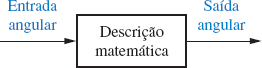 Entrada
angular
Descrição
matemática
Saída
angular